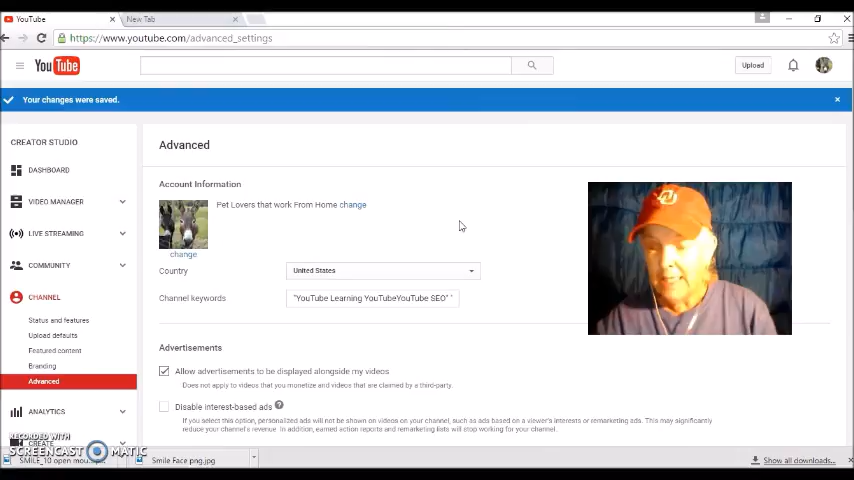 YouTube
New Tab
https://www.youtube.com/advanced_settings
YouTube
Upload
Your changes were saved.
CREATOR STUDIO
DASHBOARD
VIDEO MANAGER
LIVE STREAMING
COMMUNITY
CHANNEL
Status and features
Upload defaults
Featured content
Branding
Advanced
ANALYTICS
CREATE
Advanced
Account Information
Pet Lovers that work From Home change
change
Country
United States
Channel keywords
"YouTube Learning YouTubeYouTube SEO" "
Advertisements
Allow advertisements to be displayed alongside my videos
Does not apply to videos that you monetize and videos that are claimed by a third-party.
Disable interest-based ads ?
If you select this option, personalized ads will not be shown on videos on your channel, such as ads based on a viewer's interests or remarketing ads. This may significantly
reduce your channel's revenue. In addition, earned action reports and remarketing lists will stop working for your channel.
RECORDED WITH
SCREENCAST MATIC
SMILE_10 open mou
Smile Face png.jpg
Show all downloads...